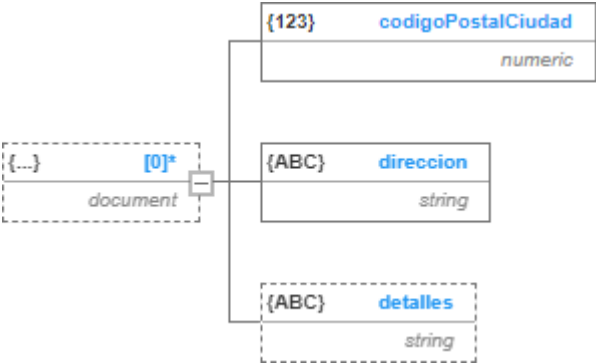 {123} codigoPostalCiudad
numeric
{...} [0]*
document
{ABC} direccion
string
{ABC} detalles
string